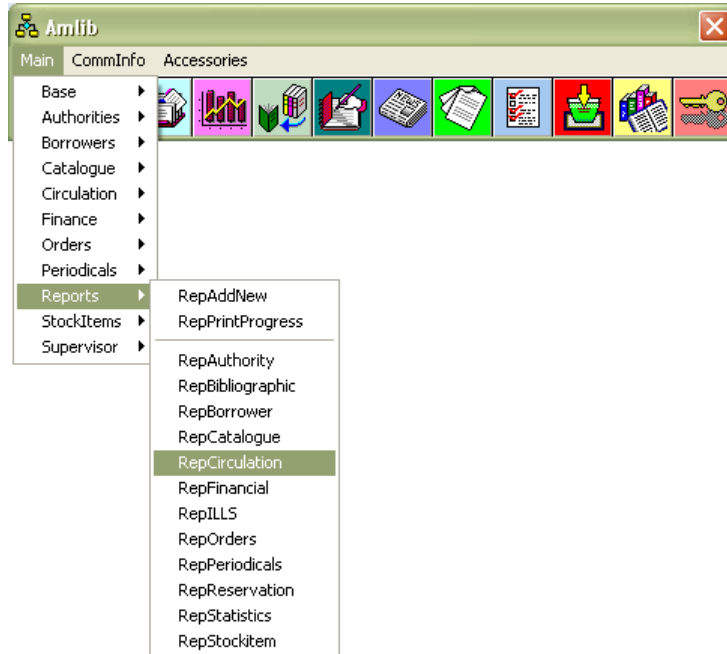 Amlib
Main CommInfo Accessories
Base
Authorities
Borrowers
Catalogue
Circulation
Finance
Orders
Periodicals
Reports
StockItems
Supervisor
RepAddNew
RepPrintProgress
RepAuthority
RepBibliographic
RepBorrower
RepCatalogue
RepCirculation
RepFinancial
RepILLS
RepOrders
RepPeriodicals
RepReservation
RepStatistics
RepStockitem